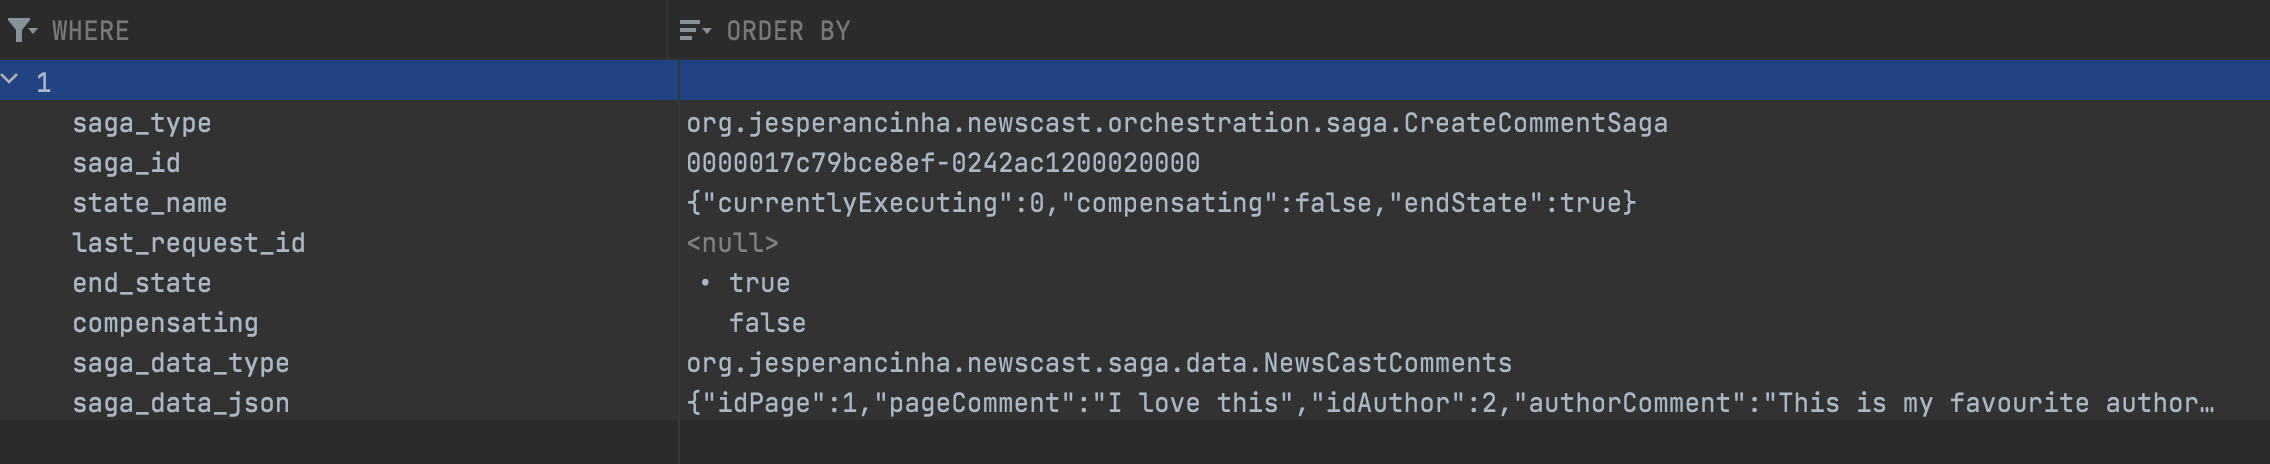 WHERE ORDER BY
1
saga_type org.jesperancinha.newscast.orchestration.saga.CreateCommentSaga
saga_id 0000017c79bce8ef-0242ac1200020000
state_name {"currentlyExecuting":0,"compensating":false,"endState":true}
last_request_id <null>
end_state • true
compensating false
saga_data_type org.jesperancinha.newscast.saga.data.NewsCastComments
saga_data_json {"idPage":1,"pageComment":"I love this","idAuthor":2,"authorComment":"This is my favourite author…